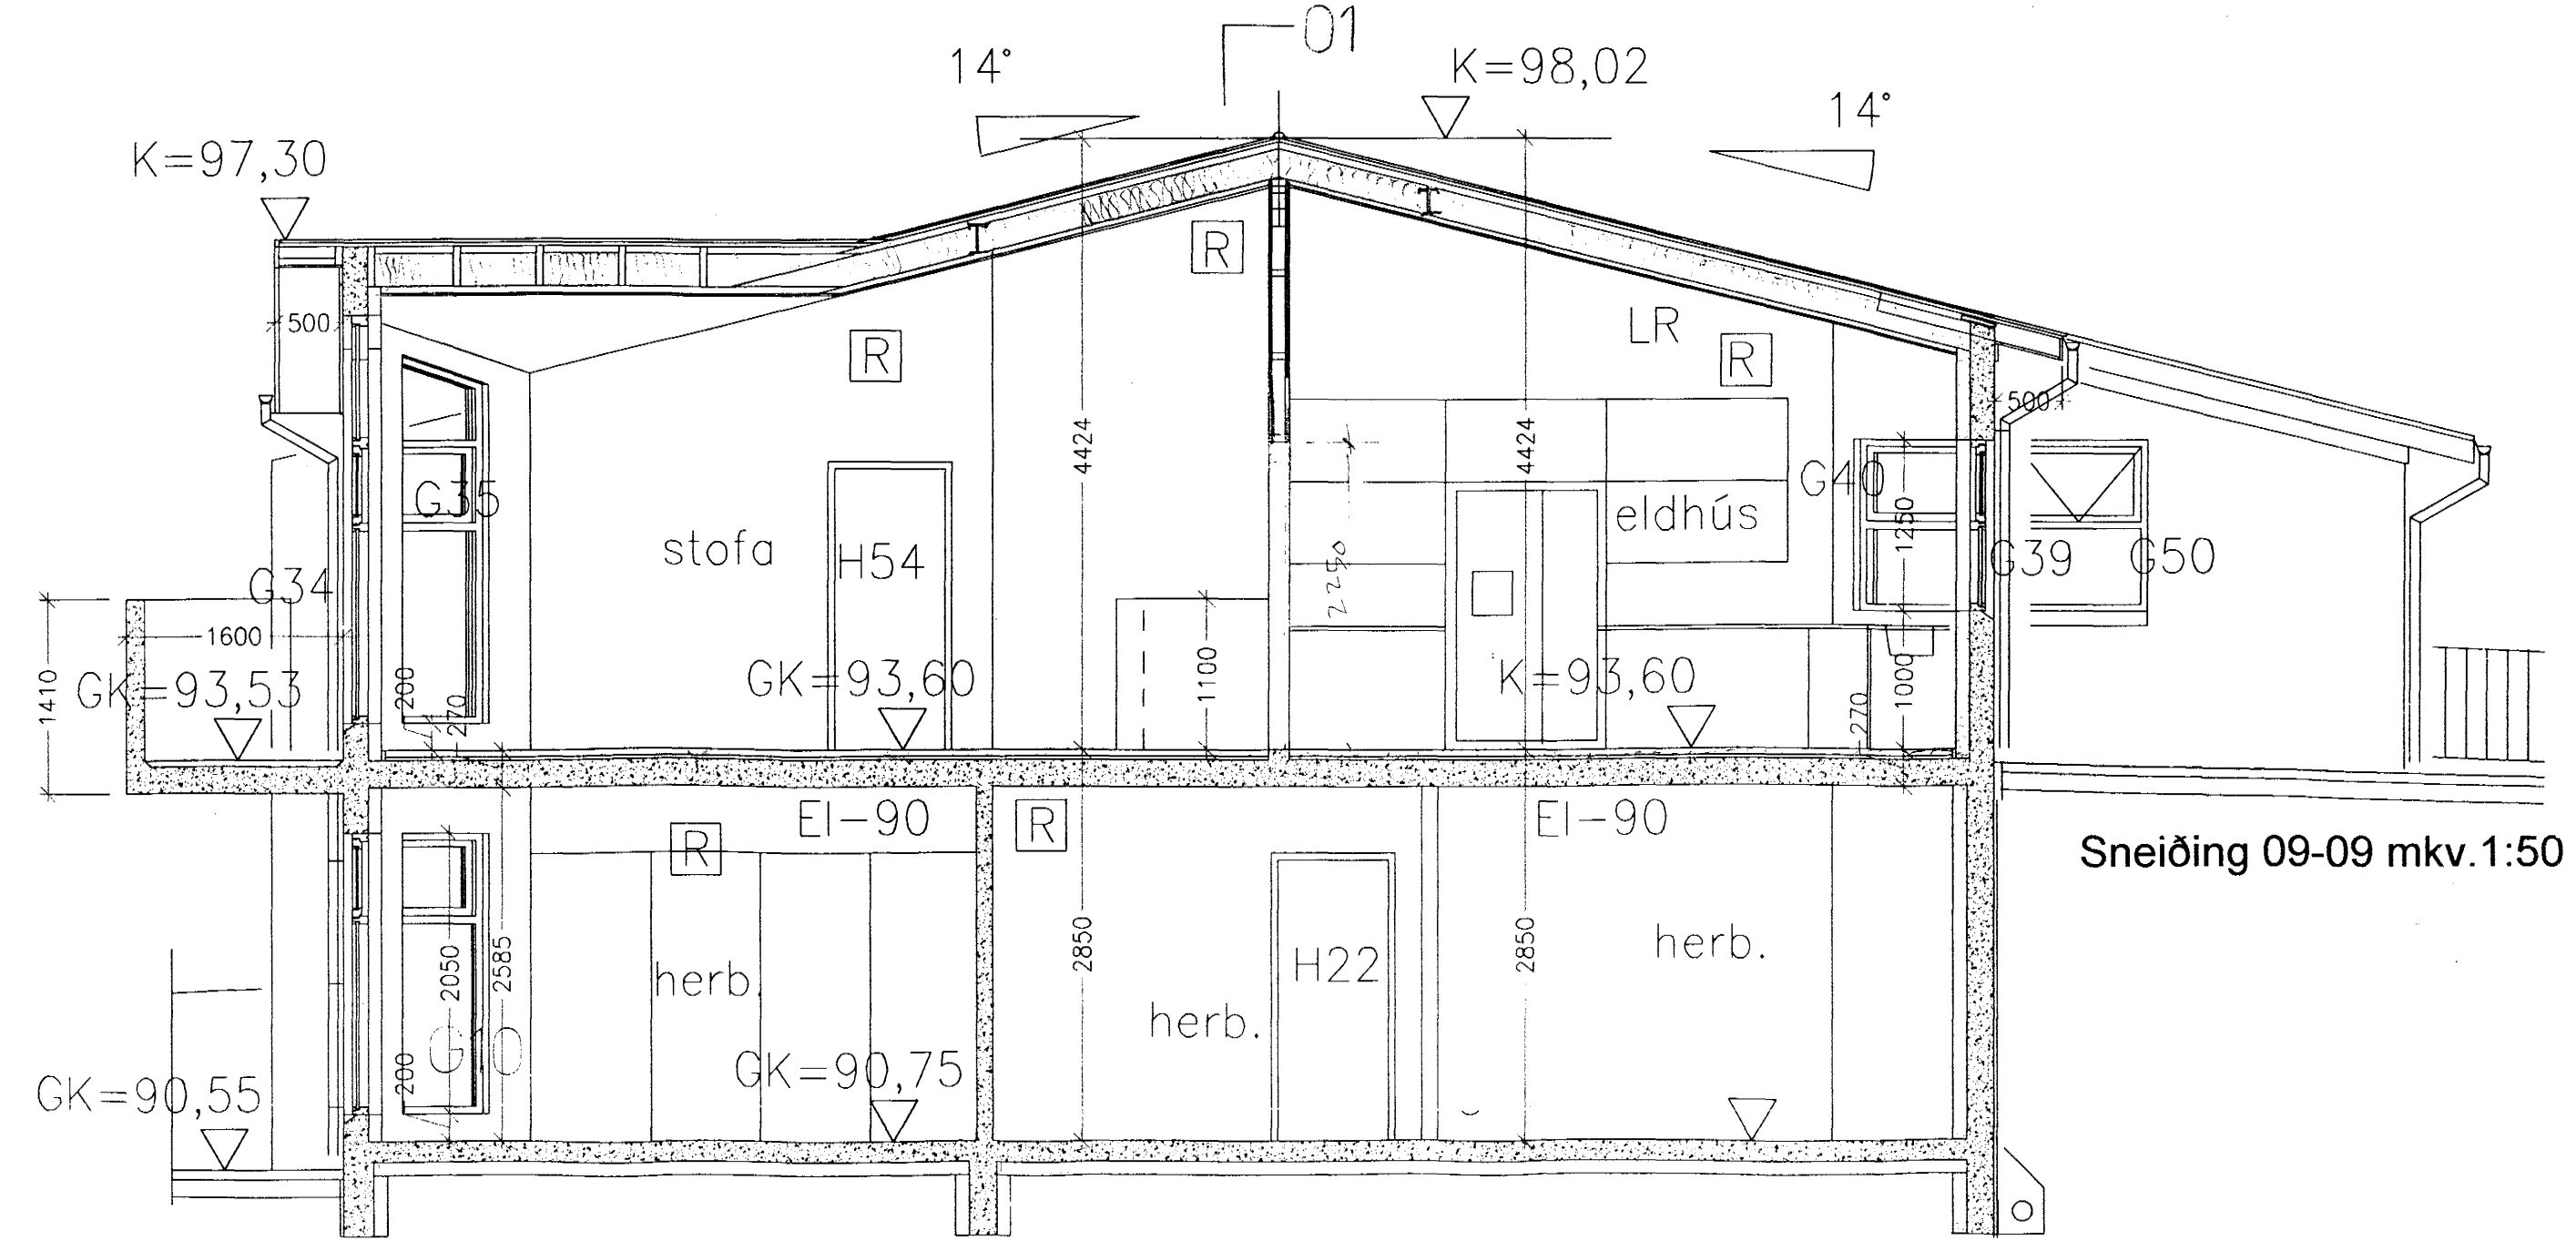 01
14°
K=98,02
14°
K=97,30
R
LR
R
R
500
500
4424
4424
G35
G40
stofa
H54
eldhús
1250
G34
G39
G50
2250
1600
1410
GK=93,53
200
270
GK=93,60
1100
K=93,60
270
1000
EI-90
R
R
EI-90
Sneiðing 09-09 mkv.1:50
2050
2585
2850
2850
herb.
herb.
herb.
H22
G10
200
GK=90,75
GK=90,55